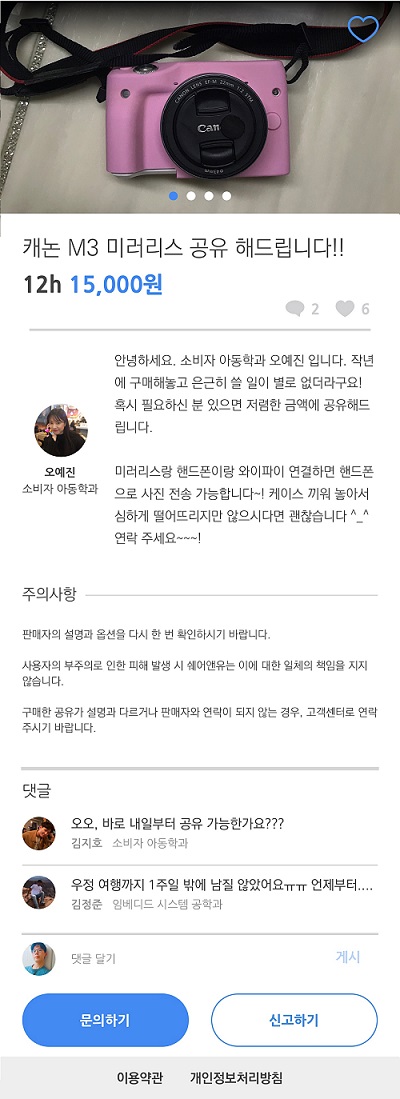 CANON LENS EF-M 22mm 1:2 STM
Can
캐논 M3 미러리스 공유 해드립니다!!
12h 15,000원
2 6
안녕하세요. 소비자 아동학과 오예진 입니다. 작년
에 구매해놓고 은근히 쓸 일이 별로 없더라구요!
혹시 필요하신 분 있으면 저렴한 금액에 공유해드
립니다.
오예진
소비자 아동학과
미러리스랑 핸드폰이랑 와이파이 연결하면 핸드폰
으로 사진 전송 가능합니다~! 케이스 끼워 놓아서
심하게 떨어뜨리지만 않으시다면 괜찮습니다 ^_^
연락 주세요~~~!
주의사항
판매자의 설명과 옵션을 다시 한 번 확인하시기 바랍니다.
사용자의 부주의로 인한 피해 발생 시 쉐어앤유는 이에 대한 일체의 책임을 지지
않습니다.
구매한 공유가 설명과 다르거나 판매자와 연락이 되지 않는 경우, 고객센터로 연락
주시기 바랍니다.
댓글
오오, 바로 내일부터 공유 가능한가요???
김지호 소비자 아동학과
우정 여행까지 1주일 밖에 남질 않았어요ㅠㅠ 언제부터....
김정준 임베디드 시스템 공학과
댓글 달기 게시
문의하기 신고하기
이용약관 개인정보처리방침